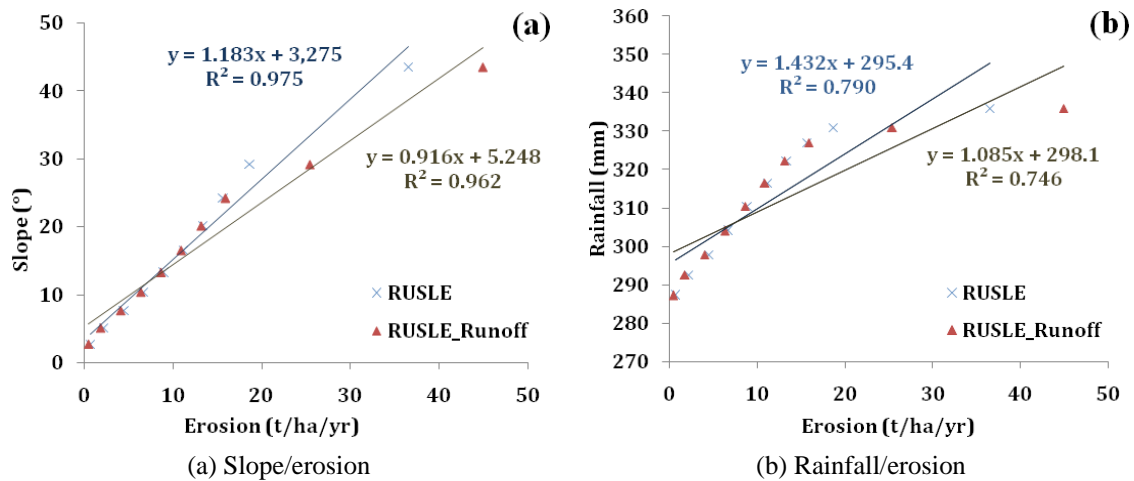 (a)
50
40
30
20
10
0
Slope (°)
y = 1.183x + 3,275
R² = 0.975
y = 0.916x + 5.248
R² = 0.962
RUSLE
RUSLE_Runoff
0 10 20 30 40 50
Erosion (t/ha/yr)
(a) Slope/erosion
(b)
360
350
340
330
320
310
300
290
280
270
Rainfall (mm)
y = 1.432x + 295.4
R² = 0.790
y = 1.085x + 298.1
R² = 0.746
RUSLE
RUSLE_Runoff
0 10 20 30 40 50
Erosion (t/ha/yr)
(b) Rainfall/erosion